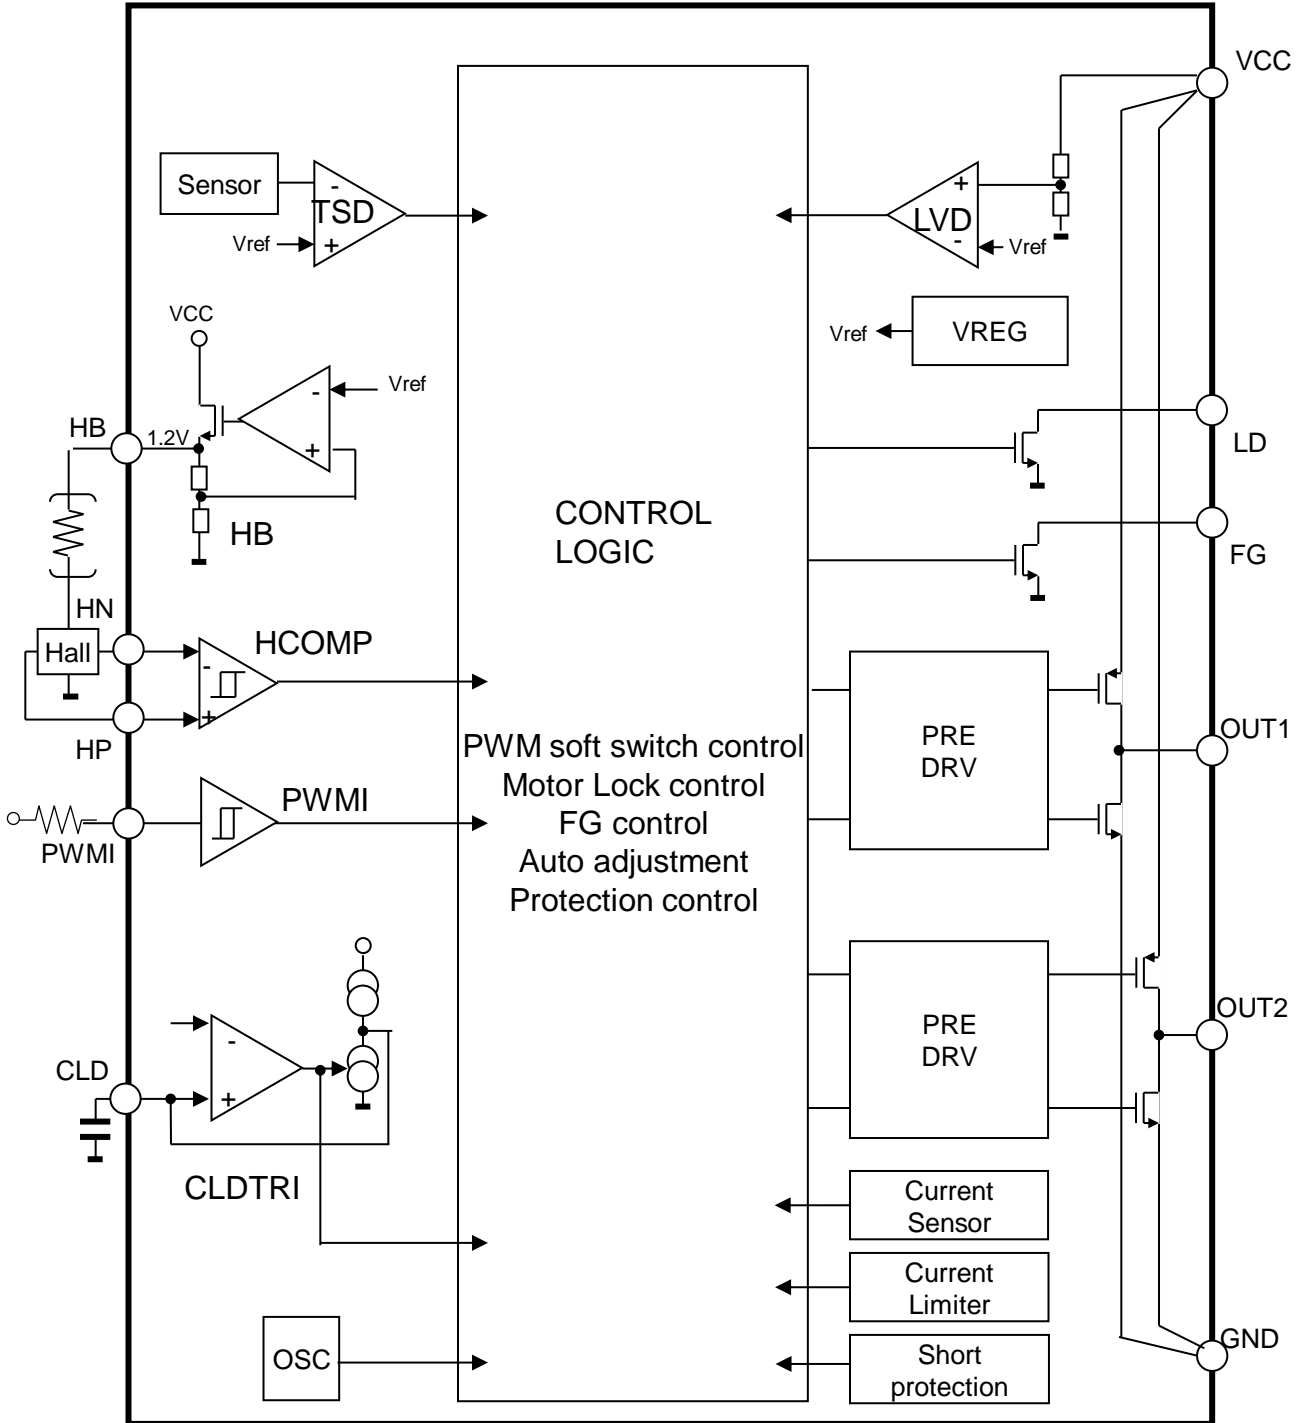 VCC
Sensor
-
TSD
+
Vref
+
LVD
-
Vref
VCC
Vref
VREG
-
Vref
+
HB
1.2V
LD
HB
CONTROL
LOGIC
FG
HN
Hall
HCOMP
-
+
HP
PRE
DRV
OUT1
PWM soft switch control
Motor Lock control
FG control
Auto adjustment
Protection control
PWMI
PWMI
-
+
CLD
CLDTRI
PRE
DRV
OUT2
Current
Sensor
Current
Limiter
OSC
Short
protection
GND